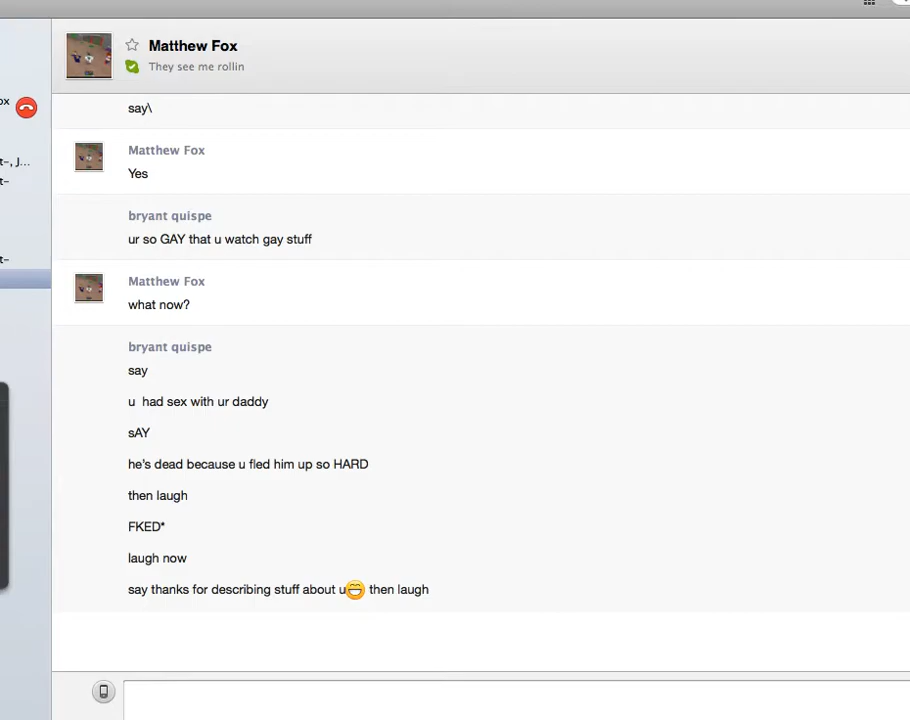 Matthew Fox
They see me rollin
ox
say\
t-, J...
Matthew Fox
t-
Yes
bryant quispe
ur so GAY that u watch gay stuff
t-
Matthew Fox
what now?
bryant quispe
say
u  had sex with ur daddy
sAY
he's dead because u fled him up so HARD
then laugh
FKED*
laugh now
say thanks for describing stuff about u😁 then laugh